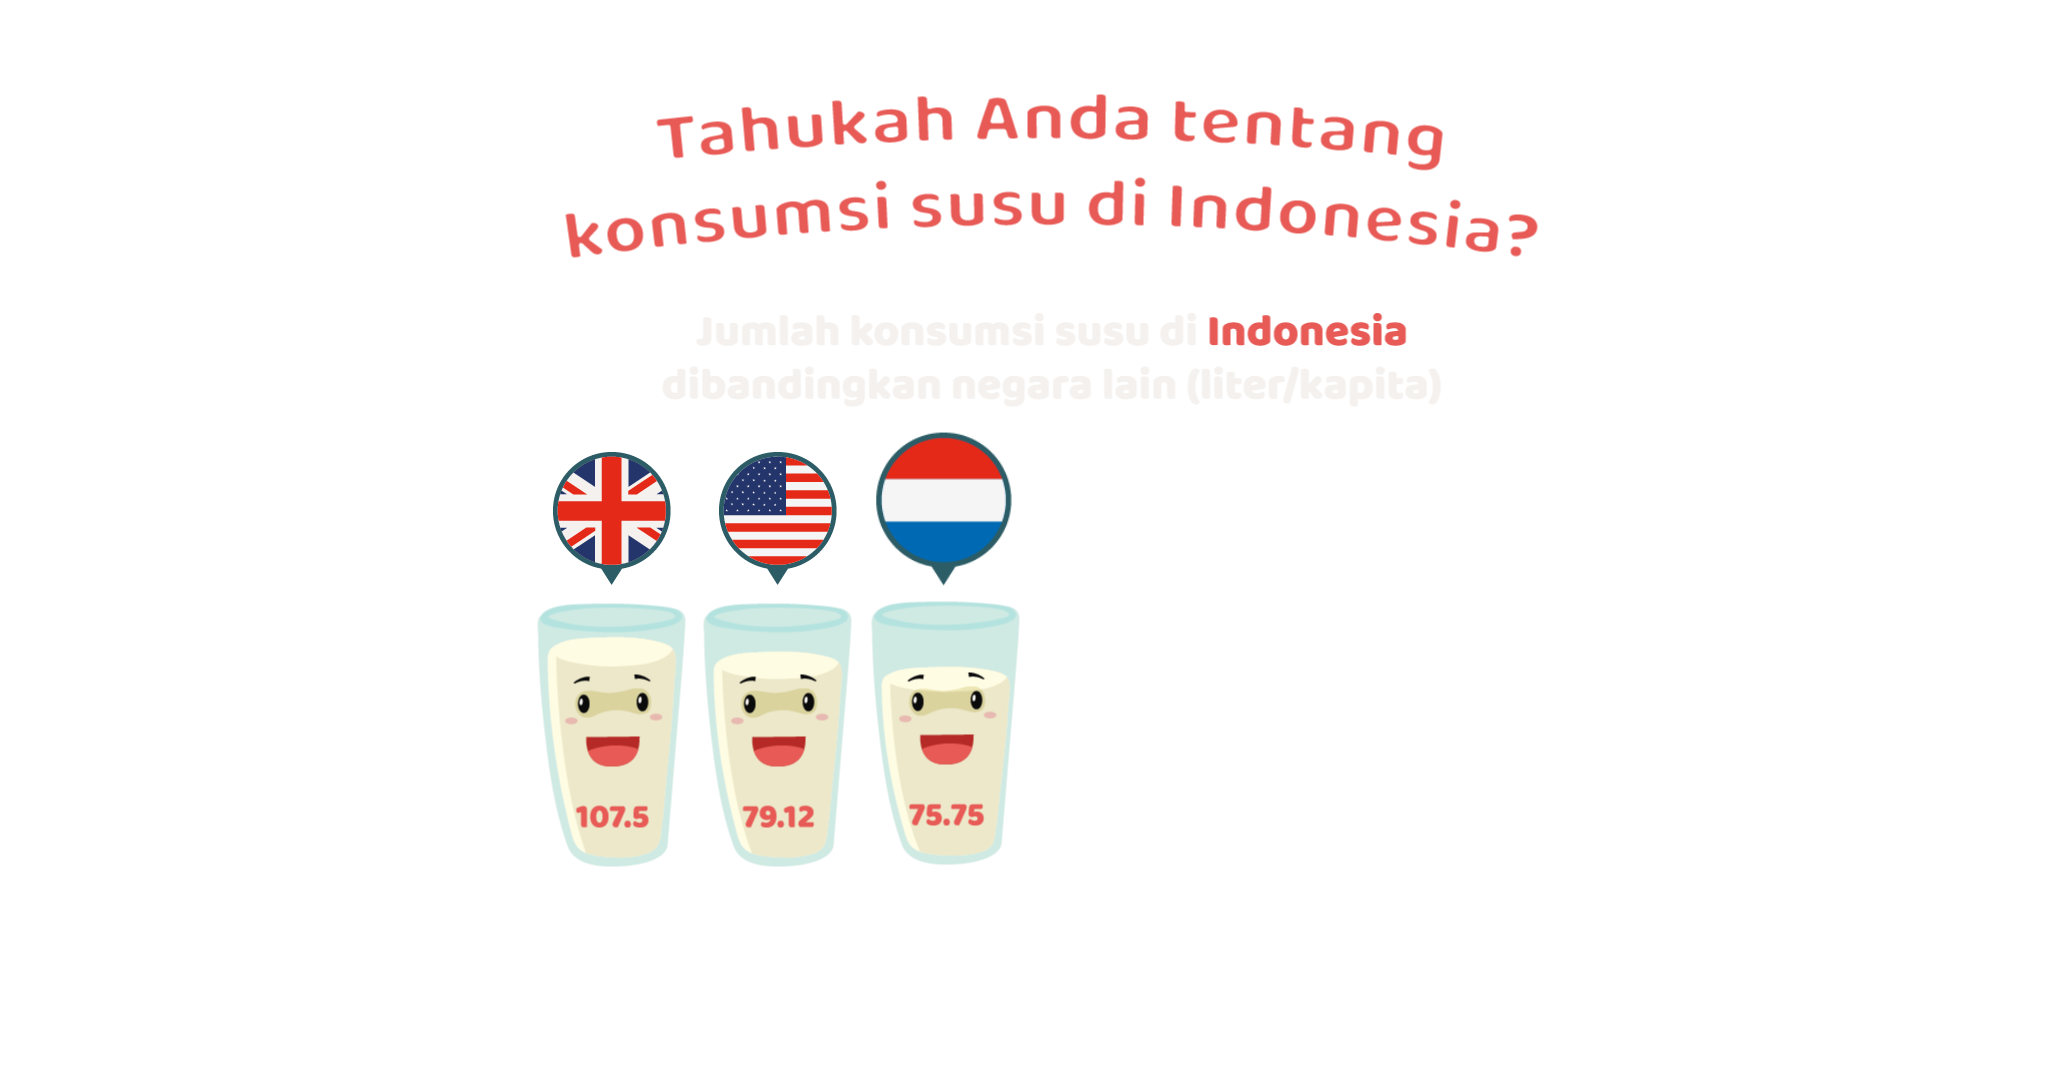 Tahukah Anda tentang
konsumsi susu di Indonesia?
Jumlah konsumsi susu di Indonesia
dibandingkan negara lain (liter/kapita)
107.5
79.12
75.75